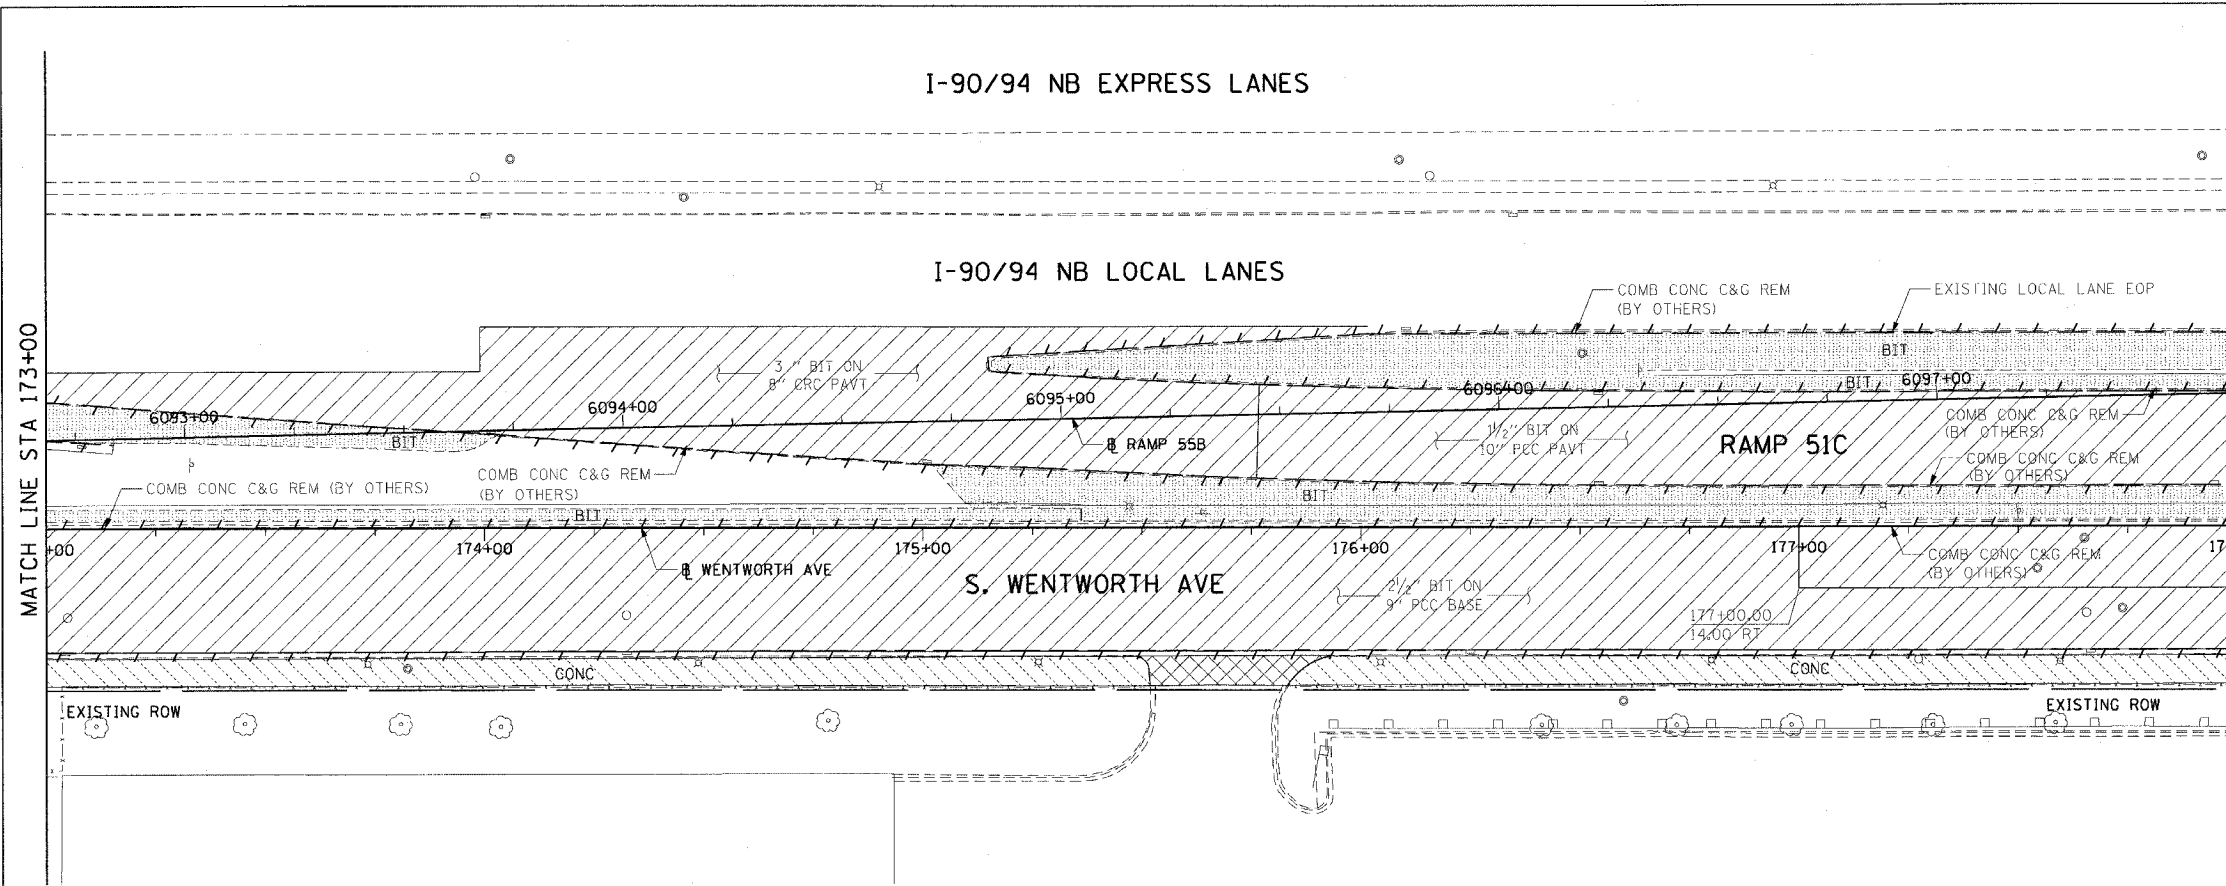 I-90/94 NB EXPRESS LANES
I-90/94 NB LOCAL LANES
COMB CONC C&G REM
(BY OTHERS)
EXISTING LOCAL LANE EOP
MATCH LINE STA 173+00
3 " BIT ON
8" CRC PAVT
BIT
BIT
6093+00
6094+00
6095+00
6096+00
6097+00
BIT
℄ RAMP 55B
1½" BIT ON
10" PCC PAVT
RAMP 51C
COMB CONC C&G REM
(BY OTHERS)
COMB CONC C&G REM
(BY OTHERS)
COMB CONC C&G REM (BY OTHERS)
COMB CONC C&G REM
(BY OTHERS)
BIT
BIT
+00
174+00
175+00
176+00
177+00
17
℄ WENTWORTH AVE
S. WENTWORTH AVE
2½" BIT ON
9" PCC BASE
COMB CONC C&G REM
(BY OTHERS)
177+00.00
14.00 RT
CONC
CONC
EXISTING ROW
EXISTING ROW